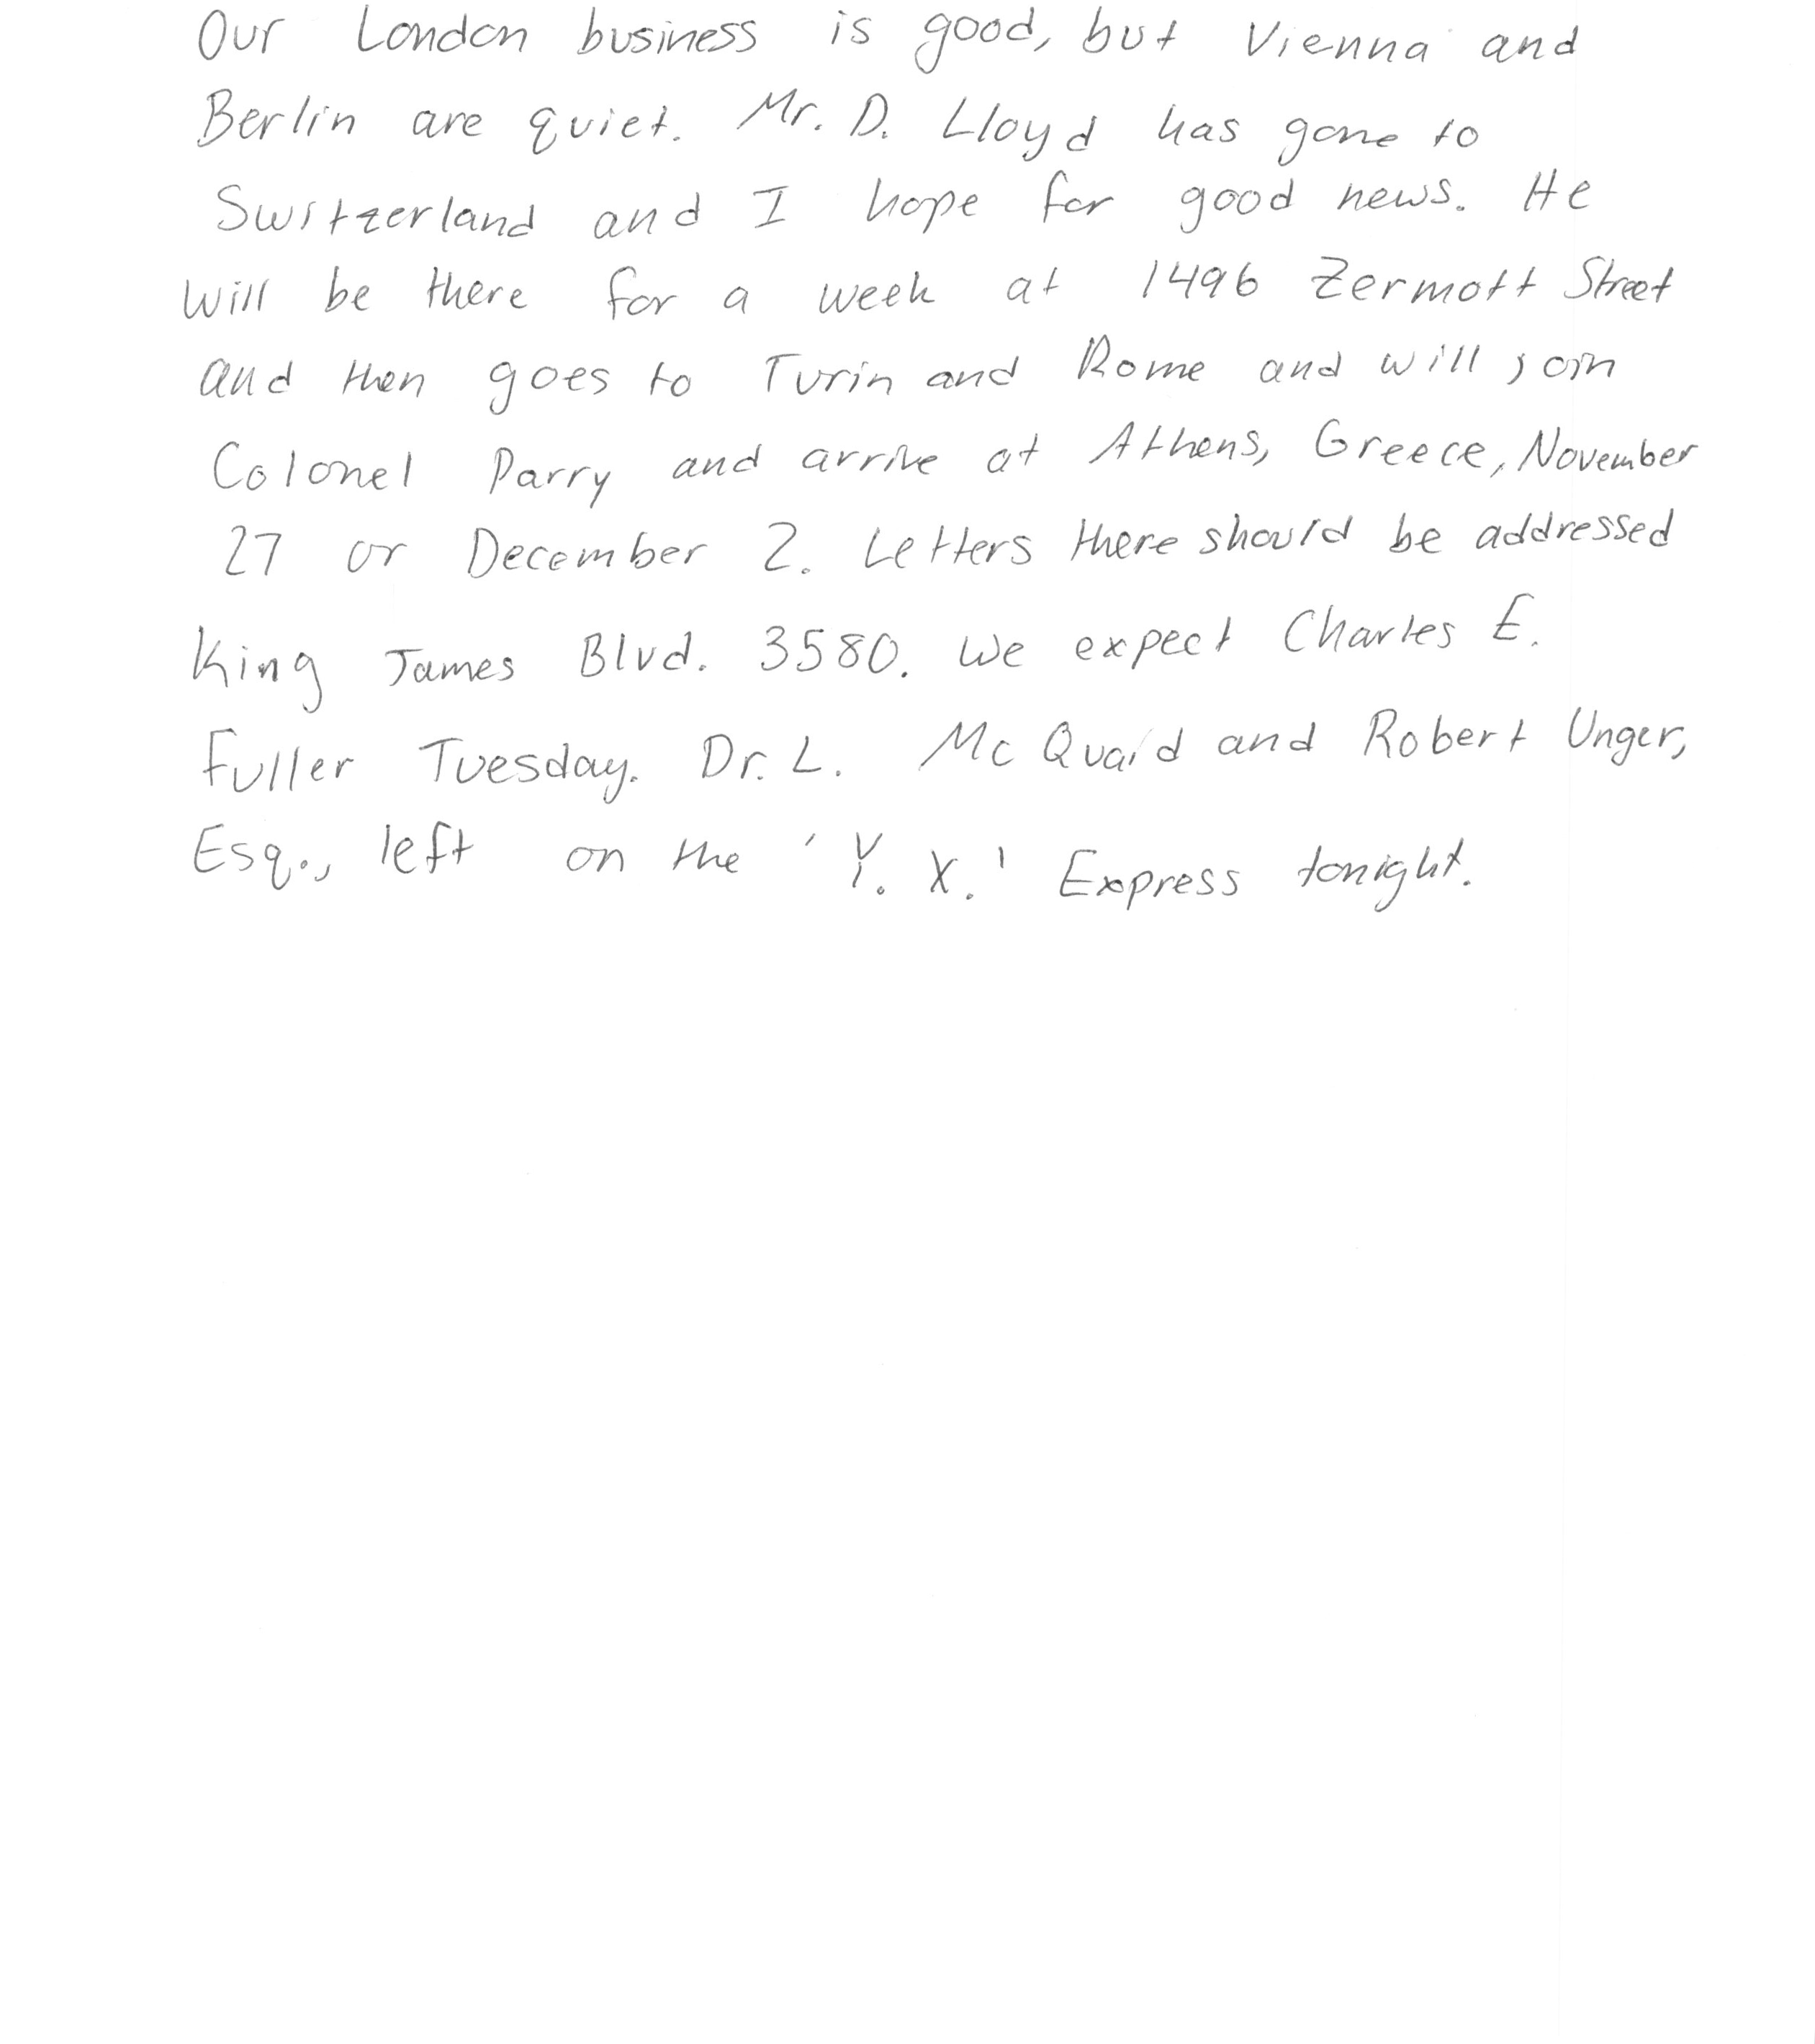 Our London business is good, but Vienna and
Berlin are quiet. Mr. D. Lloyd has gone to
Switzerland and I hope for good news. He
will be there for a week at 1496 Zermott Street
and then goes to Turin and Rome and will join
Colonel Parry and arrive at Athens, Greece, November
27 or December 2. Letters there should be addressed
King James Blvd. 3580. We expect Charles E.
Fuller Tuesday. Dr. L. McQuaid and Robert Unger,
Esq., left on the 'Y. X.' Express tonight.